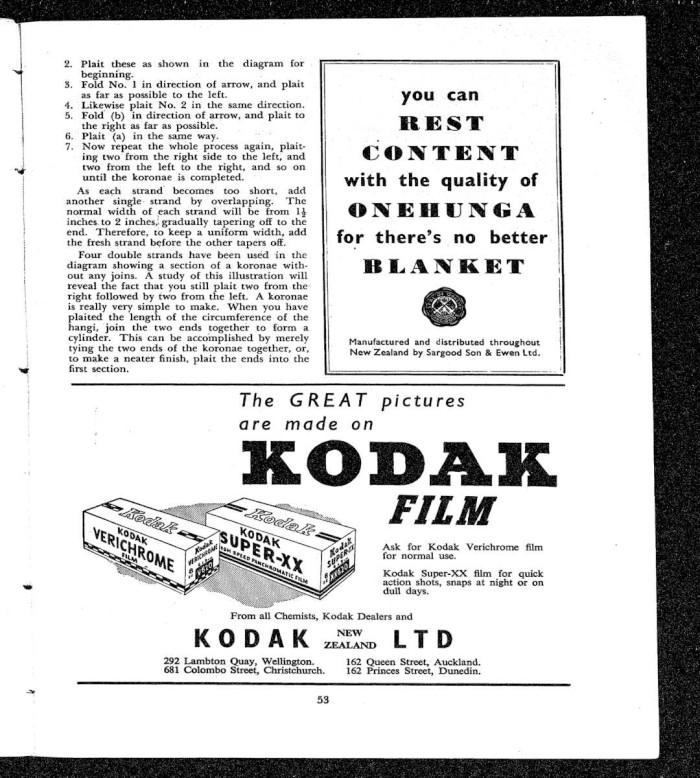 2. Plait these as shown in the diagram for
beginning.
3. Fold No. 1 in direction of arrow, and plait
as far as possible to the left.
4. Likewise plait No. 2 in the same direction.
5. Fold (b) in direction of arrow, and plait to
the right as far as possible.
6. Plait (a) in the same way.
7. Now repeat the whole process again, plait-
ing two from the right side to the left, and
two from the left to the right, and so on
until the koronae is completed.
As each strand becomes too short, add
another single strand by overlapping. The
normal width of each strand will be from 1½
inches to 2 inches, gradually tapering off to the
end. Therefore, to keep a uniform width, add
the fresh strand before the other tapers off.
Four double strands have been used in the
diagram showing a section of a koronae with-
out any joins. A study of this illustration will
reveal the fact that you still plait two from the
right followed by two from the left. A koronae
is really very simple to make. When you have
plaited the length of the circumference of the
hangi, join the two ends together to form a
cylinder. This can be accomplished by merely
tying the two ends of the koronae together, or,
to make a neater finish, plait the ends into the
first section.
you can
REST
CONTENT
with the quality of
ONEHUNGA
for there's no better
BLANKET
Manufactured and distributed throughout
New Zealand by Sargood Son & Ewen Ltd.
The GREAT pictures
are made on
KODAK
FILM
Kodak
KODAK
VERICHROME
FILM
Kodak
VERICHROME
Kodak
KODAK
SUPER-XX
HIGH SPEED PANCHROMATIC FILM
Kodak
SUPER-XX
Ask for Kodak Verichrome film
for normal use.
Kodak Super-XX film for quick
action shots, snaps at night or on
dull days.
From all Chemists, Kodak Dealers and
KODAK NEW ZEALAND LTD
292 Lambton Quay, Wellington. 162 Queen Street, Auckland.
681 Colombo Street, Christchurch. 162 Princes Street, Dunedin.
53